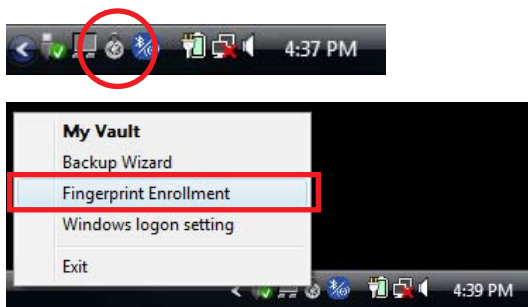 4:37 PM
My Vault
Backup Wizard
Fingerprint Enrollment
Windows logon setting
Exit
4:39 PM